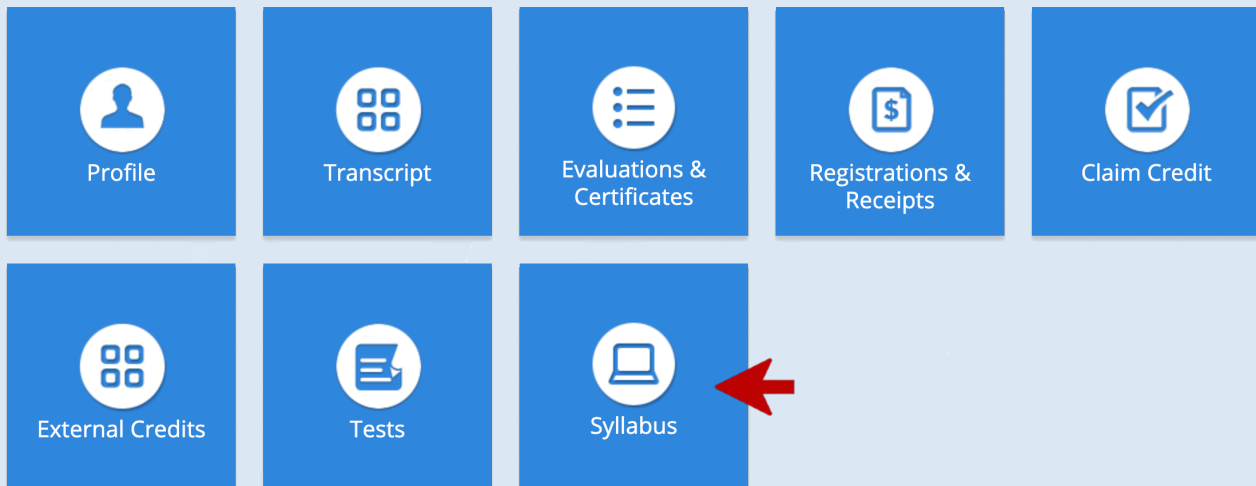 Profile
Transcript
Evaluations &
Certificates
Registrations &
Receipts
Claim Credit
External Credits
Tests
Syllabus